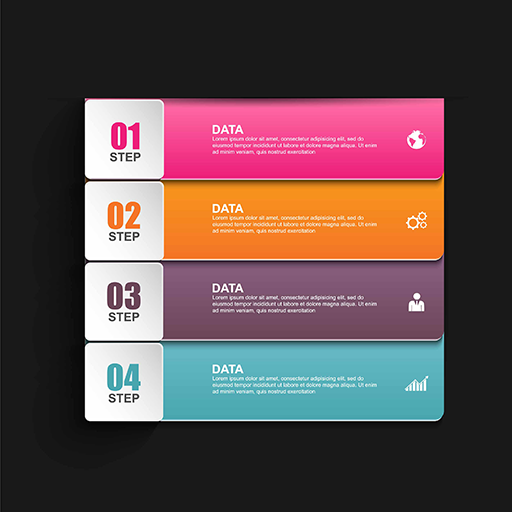 01
STEP
DATA
Lorem ipsum dolor sit amet, consectetur adipiscing elit, sed do
eiusmod tempor incididunt ut labore et dolore magna aliqua. Ut enim ad
minim veniam, quis nostrud exercitation
02
STEP
DATA
Lorem ipsum dolor sit amet, consectetur adipiscing elit, sed do
eiusmod tempor incididunt ut labore et dolore magna aliqua. Ut enim ad
minim veniam, quis nostrud exercitation
03
STEP
DATA
Lorem ipsum dolor sit amet, consectetur adipiscing elit, sed do
eiusmod tempor incididunt ut labore et dolore magna aliqua. Ut enim ad
minim veniam, quis nostrud exercitation
04
STEP
DATA
Lorem ipsum dolor sit amet, consectetur adipiscing elit, sed do
eiusmod tempor incididunt ut labore et dolore magna aliqua. Ut enim ad
minim veniam, quis nostrud exercitation